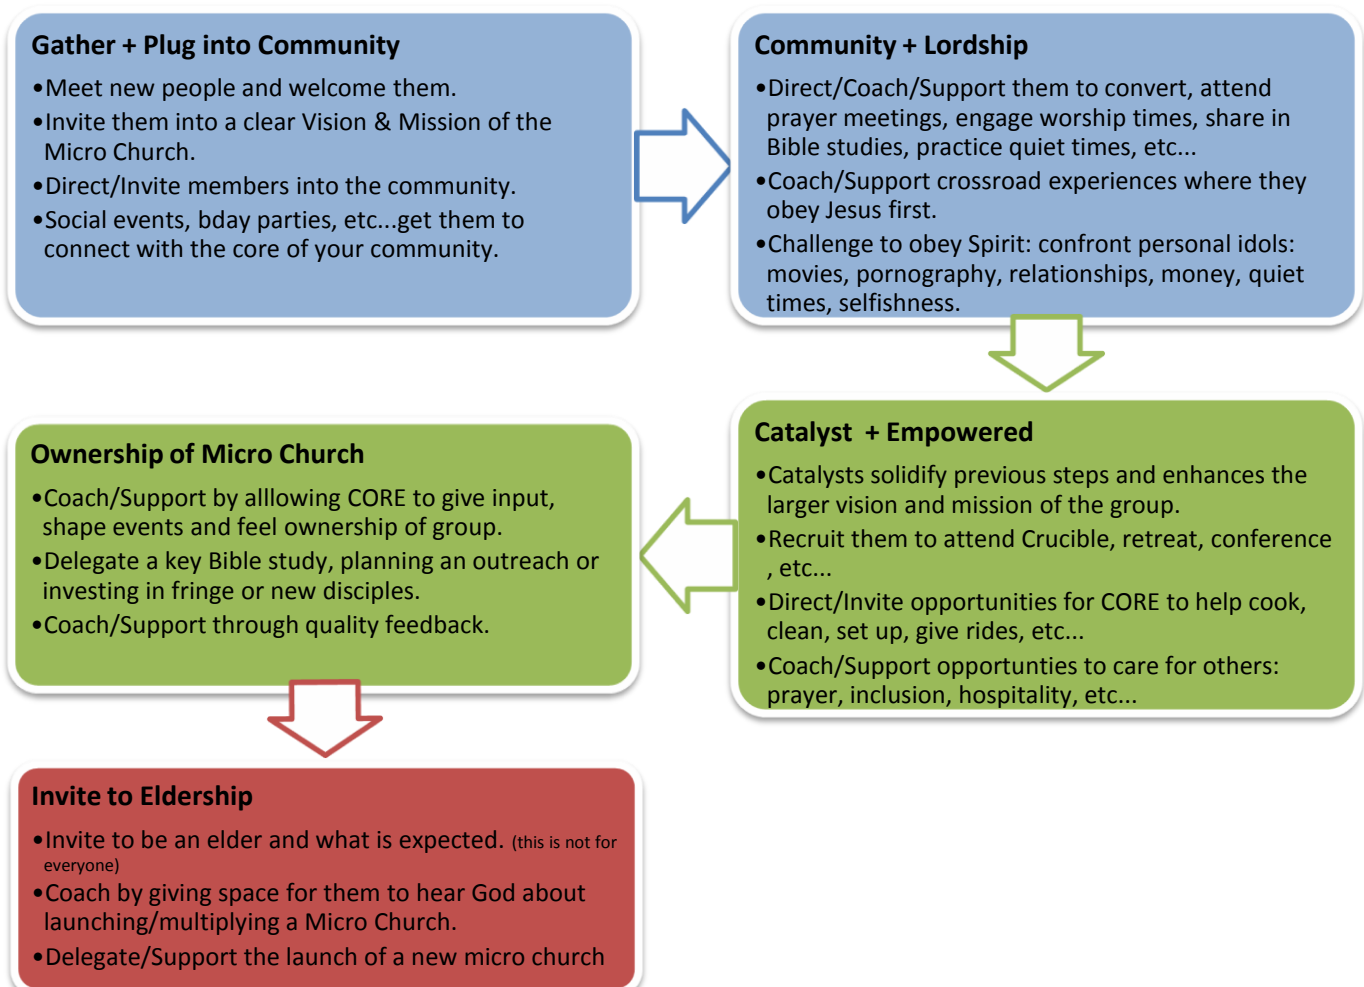 Gather + Plug into Community
•Meet new people and welcome them.
•Invite them into a clear Vision & Mission of the
Micro Church.
•Direct/Invite members into the community.
•Social events, bday parties, etc...get them to
connect with the core of your community.
Community + Lordship
•Direct/Coach/Support them to convert, attend
prayer meetings, engage worship times, share in
Bible studies, practice quiet times, etc...
•Coach/Support crossroad experiences where they
obey Jesus first.
•Challenge to obey Spirit: confront personal idols:
movies, pornography, relationships, money, quiet
times, selfishness.
Catalyst + Empowered
•Catalysts solidify previous steps and enhances the
larger vision and mission of the group.
•Recruit them to attend Crucible, retreat, conference
, etc...
•Direct/Invite opportunities for CORE to help cook,
clean, set up, give rides, etc...
•Coach/Support opportunties to care for others:
prayer, inclusion, hospitality, etc...
Ownership of Micro Church
•Coach/Support by alllowing CORE to give input,
shape events and feel ownership of group.
•Delegate a key Bible study, planning an outreach or
investing in fringe or new disciples.
•Coach/Support through quality feedback.
Invite to Eldership
•Invite to be an elder and what is expected. (this is not for
everyone)
•Coach by giving space for them to hear God about
launching/multiplying a Micro Church.
•Delegate/Support the launch of a new micro church